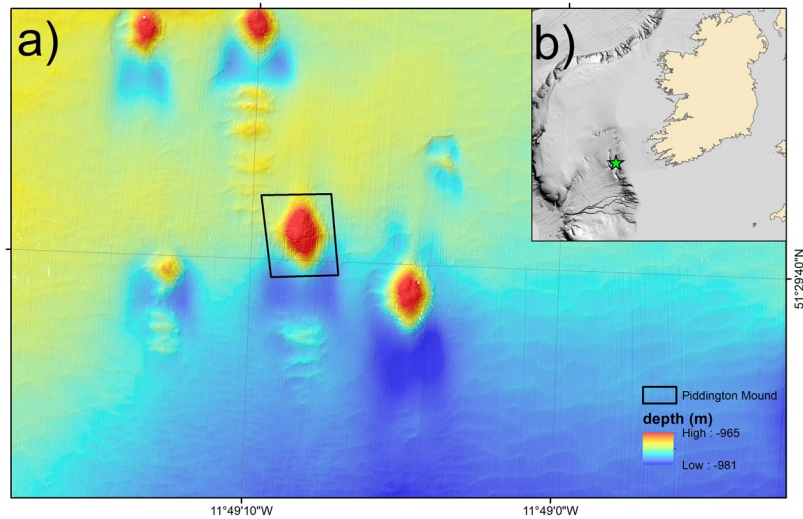 a)
b)
51°29'40"N
Piddington Mound
depth (m)
High : -965
Low : -981
11°49'10"W
11°49'0"W